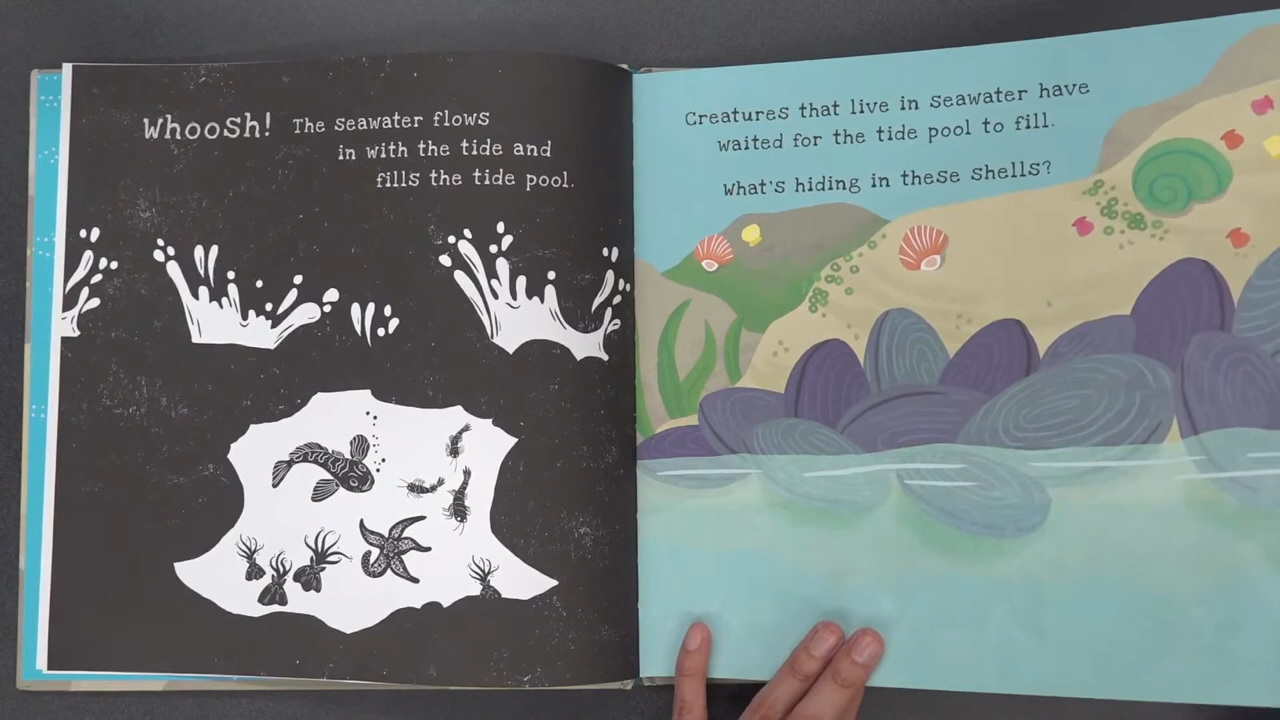 Whoosh! The seawater flows
in with the tide and
fills the tide pool.
Creatures that live in seawater have
waited for the tide pool to fill.
What's hiding in these shells?